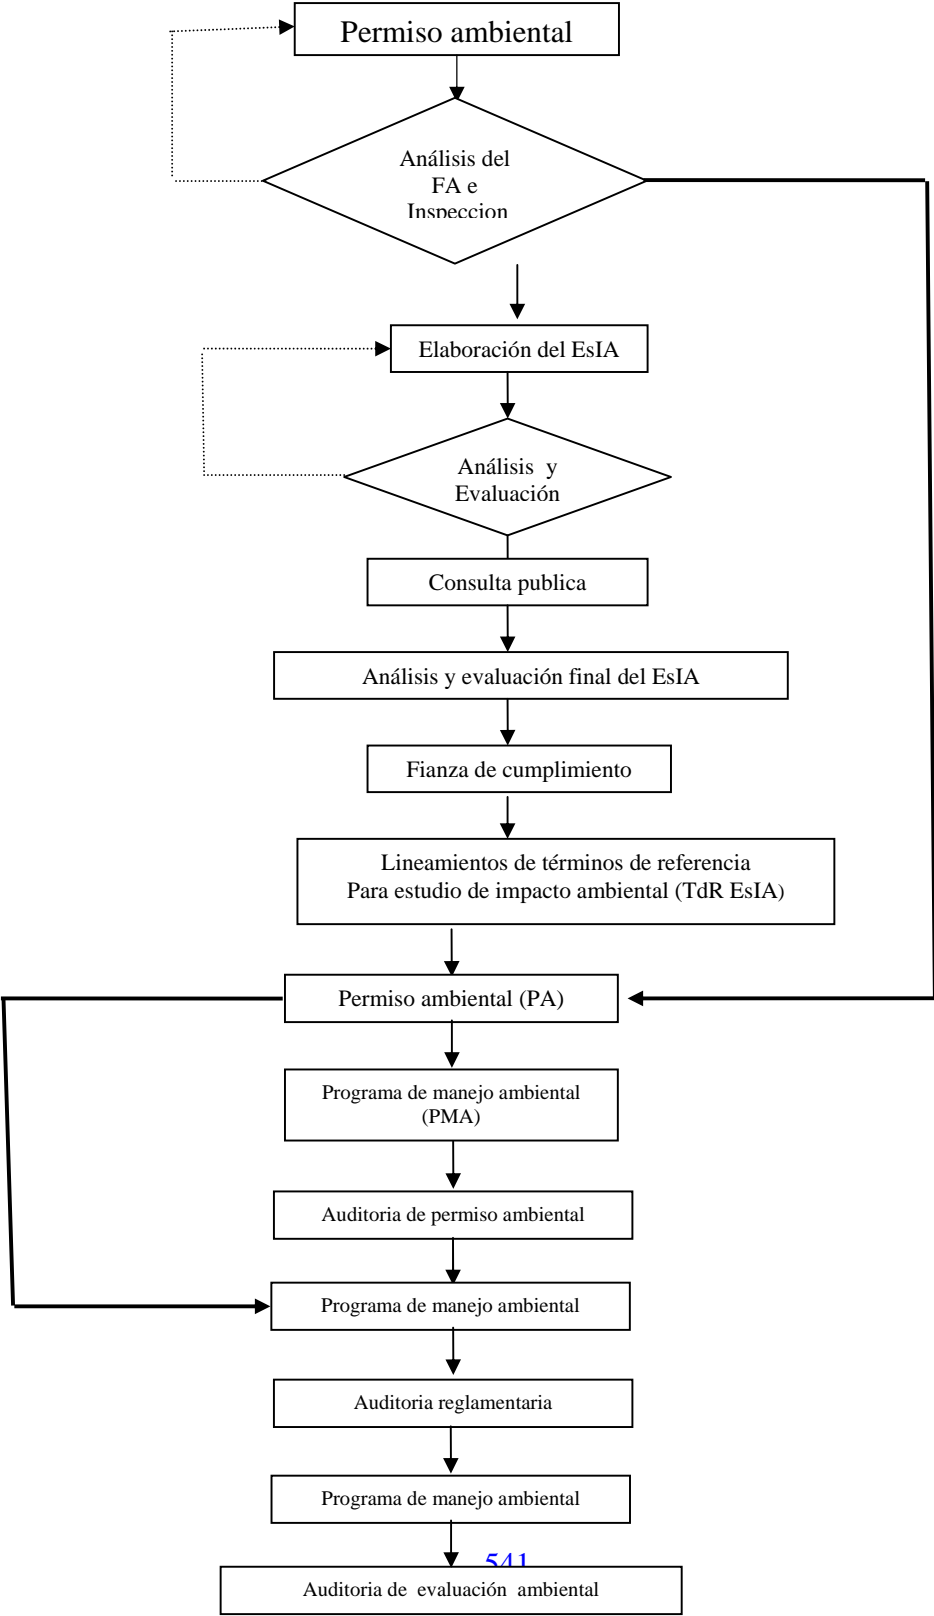 Permiso ambiental
Análisis del
FA e
Inspeccion
Elaboración del EsIA
Análisis y
Evaluación
Consulta publica
Análisis y evaluación final del EsIA
Fianza de cumplimiento
Lineamientos de términos de referencia
Para estudio de impacto ambiental (TdR EsIA)
Permiso ambiental (PA)
Programa de manejo ambiental
(PMA)
Auditoria de permiso ambiental
Programa de manejo ambiental
Auditoria reglamentaria
Programa de manejo ambiental
541
Auditoria de evaluación ambiental